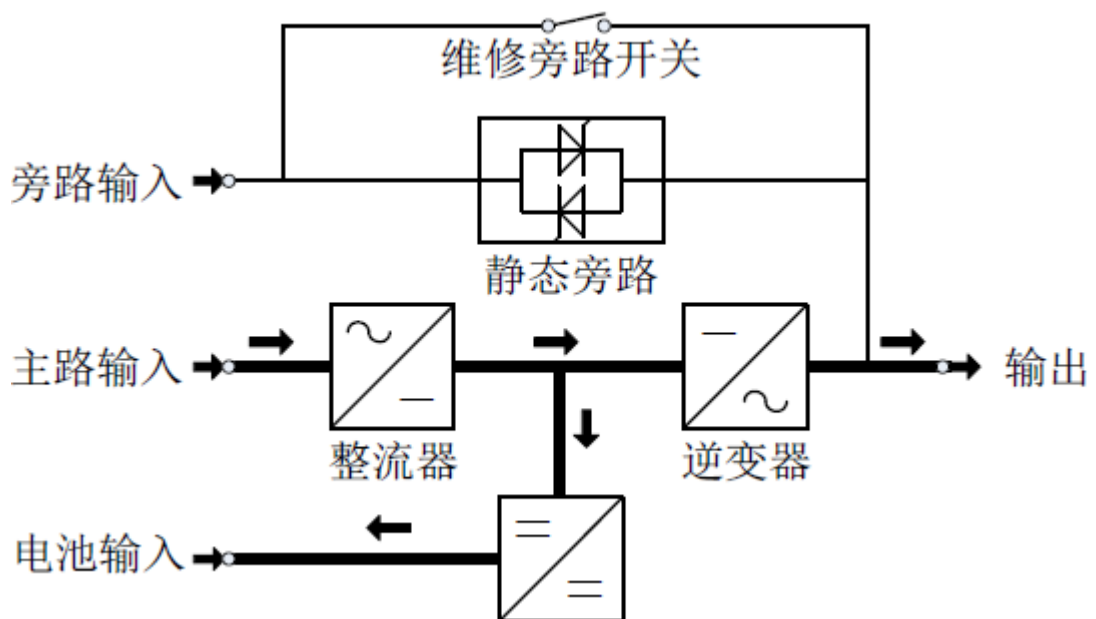 维修旁路开关
旁路输入
静态旁路
主路输入
输出
整流器
逆变器
电池输入